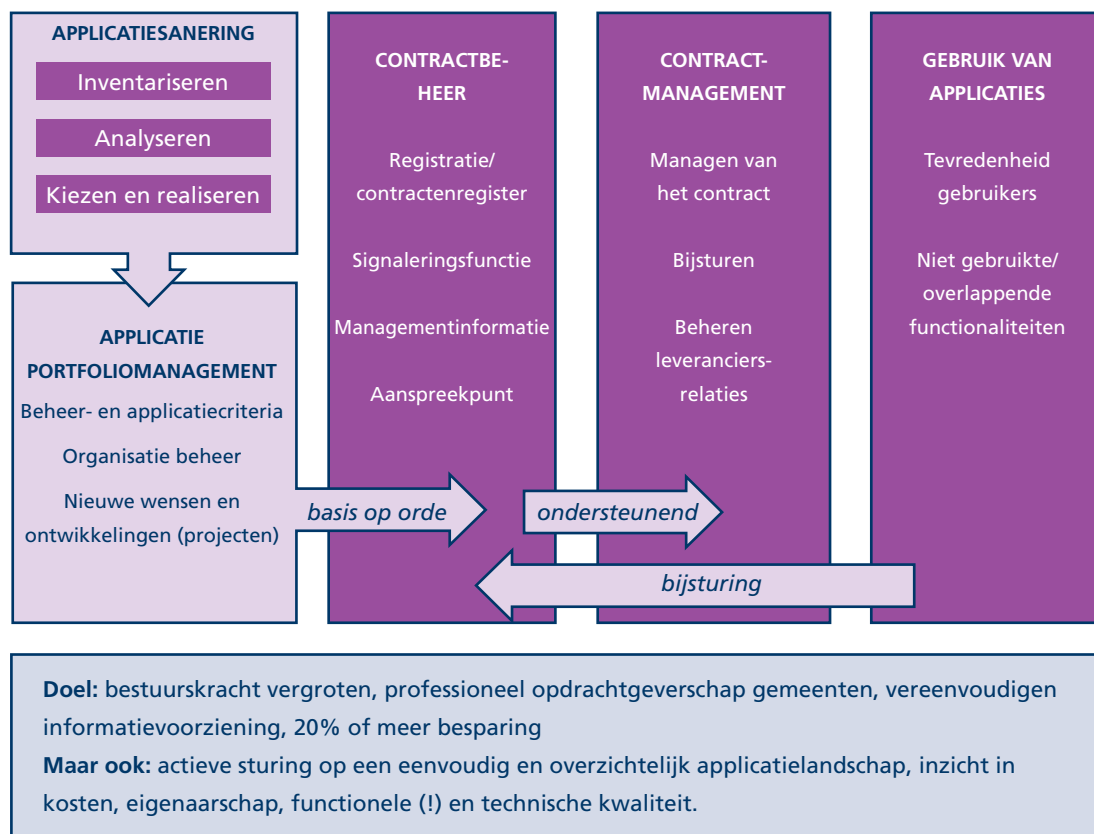 APPLICATIESANERING
Inventariseren
Analyseren
Kiezen en realiseren
APPLICATIE
PORTFOLIOMANAGEMENT
Beheer- en applicatiecriteria
Organisatie beheer
Nieuwe wensen en
ontwikkelingen (projecten)
CONTRACTBE-
HEER
Registratie/
contractenregister
Signaleringsfunctie
Managementinformatie
Aanspreekpunt
CONTRACT-
MANAGEMENT
Managen van
het contract
Bijsturen
Beheren
leveranciers-
relaties
GEBRUIK VAN
APPLICATIES
Tevredenheid
gebruikers
Niet gebruikte/
overlappende
functionaliteiten
basis op orde
ondersteunend
bijsturing
Doel: bestuurskracht vergroten, professioneel opdrachtgeverschap gemeenten, vereenvoudigen
informatievoorziening, 20% of meer besparing
Maar ook: actieve sturing op een eenvoudig en overzichtelijk applicatielandschap, inzicht in
kosten, eigenaarschap, functionele (!) en technische kwaliteit.